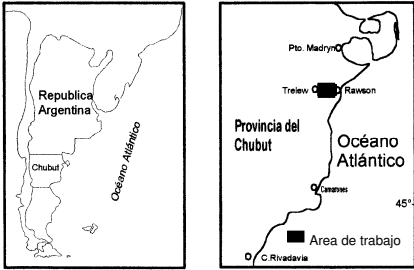 Republica
Argentina
Chubut
Océano Atlántico
Pto. Madryn
Trelew
Rawson
Provincia del
Chubut
Océano
Atlántico
Camarones
45°
Area de trabajo
C.Rivadavia